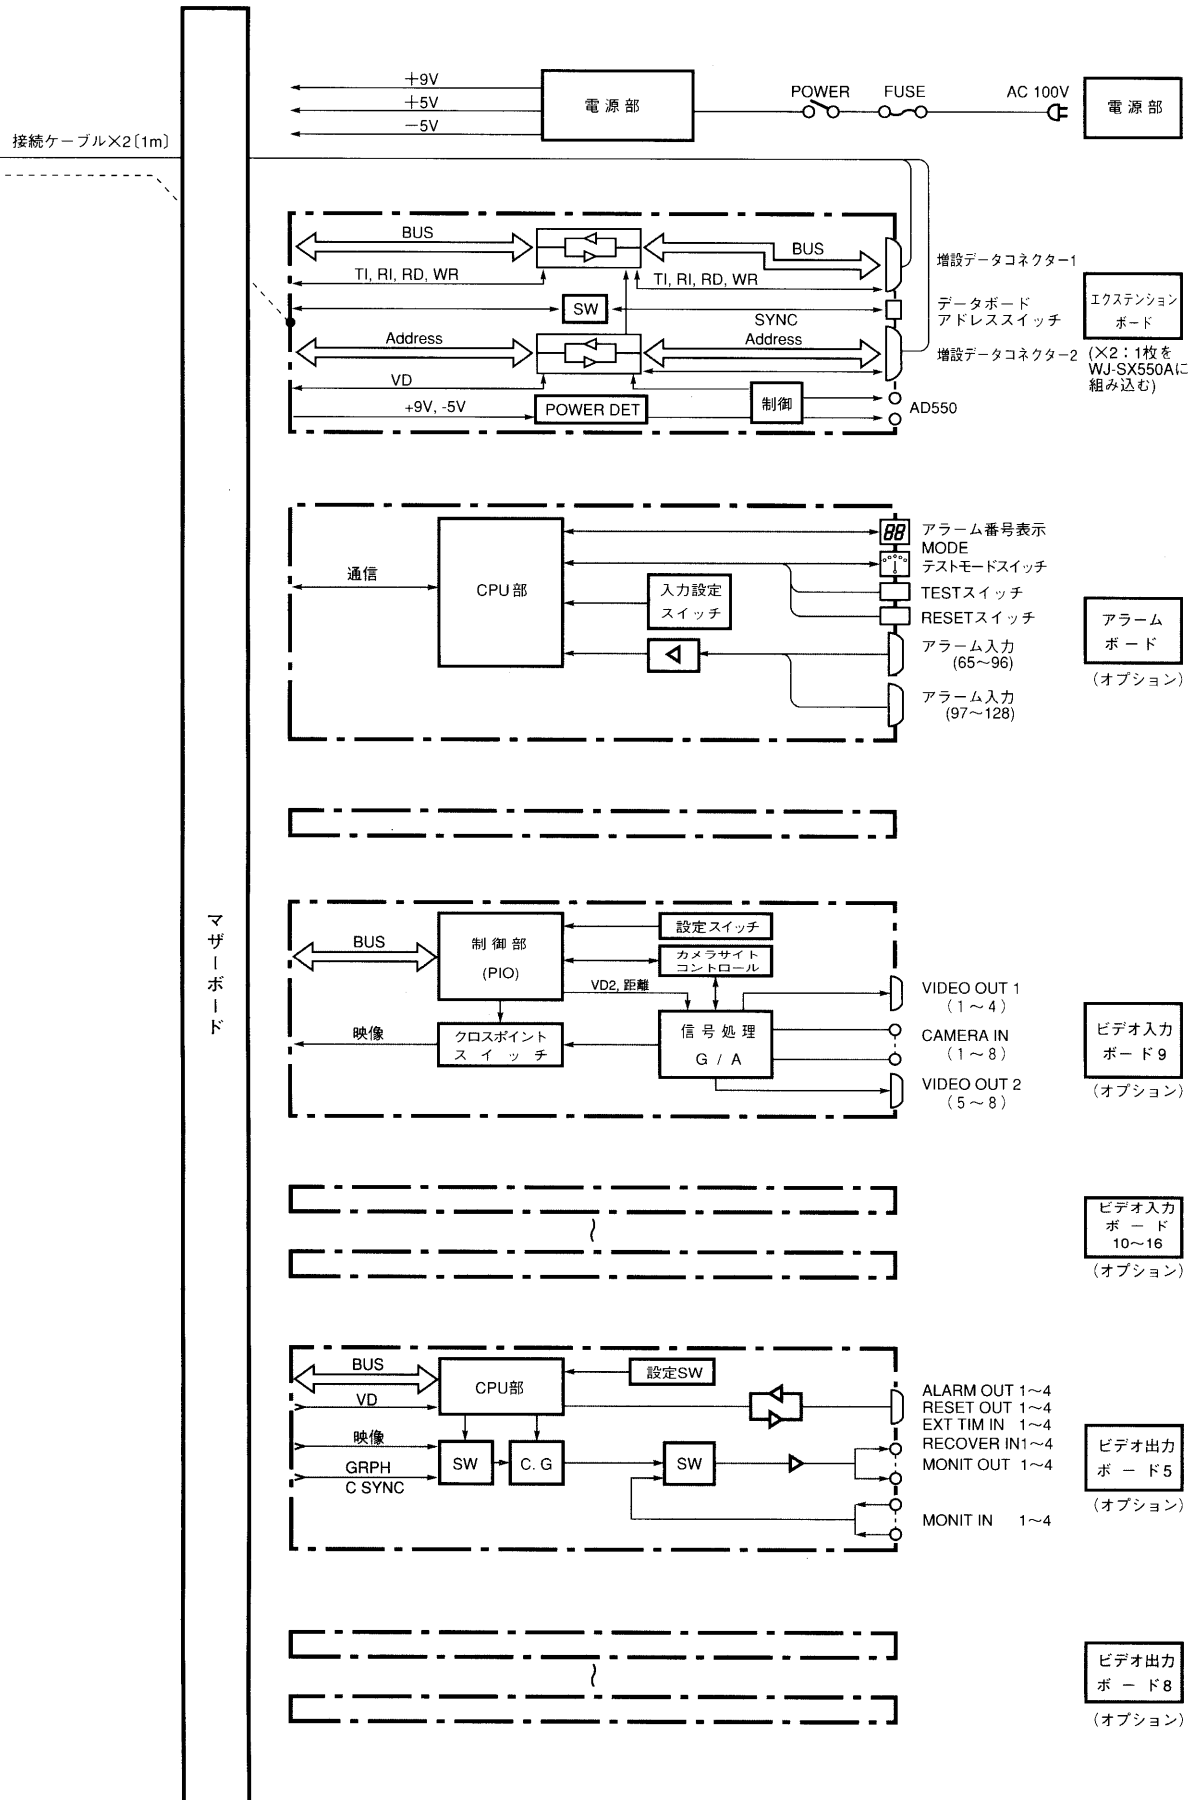 +9V
+5V
−5V
電源部
POWER
FUSE
AC 100V
電源部
接続ケーブル×2〔1m〕
BUS
BUS
TI, RI, RD, WR
TI, RI, RD, WR
SW
SYNC
Address
Address
VD
+9V, -5V
POWER DET
制御
増設データコネクター1
データボード
アドレススイッチ
増設データコネクター2
AD550
エクステンション
ボード
(×2：1枚を
WJ-SX550Aに
組み込む)
通信
CPU部
入力設定
スイッチ
88
アラーム番号表示
MODE
テストモードスイッチ
TESTスイッチ
RESETスイッチ
アラーム入力
(65〜96)
アラーム入力
(97〜128)
アラーム
ボード
(オプション)
マザーボード
BUS
制御部
(PIO)
設定スイッチ
カメラサイト
コントロール
VD2, 距離
映像
クロスポイント
スイッチ
信号処理
G / A
VIDEO OUT 1
(1〜4)
CAMERA IN
(1〜8)
VIDEO OUT 2
(5〜8)
ビデオ入力
ボード9
(オプション)
ビデオ入力
ボード
10〜16
(オプション)
BUS
VD
CPU部
設定SW
映像
GRPH
C SYNC
SW
C. G
SW
ALARM OUT 1〜4
RESET OUT 1〜4
EXT TIM IN 1〜4
RECOVER IN1〜4
MONIT OUT 1〜4
MONIT IN 1〜4
ビデオ出力
ボード5
(オプション)
ビデオ出力
ボード8
(オプション)